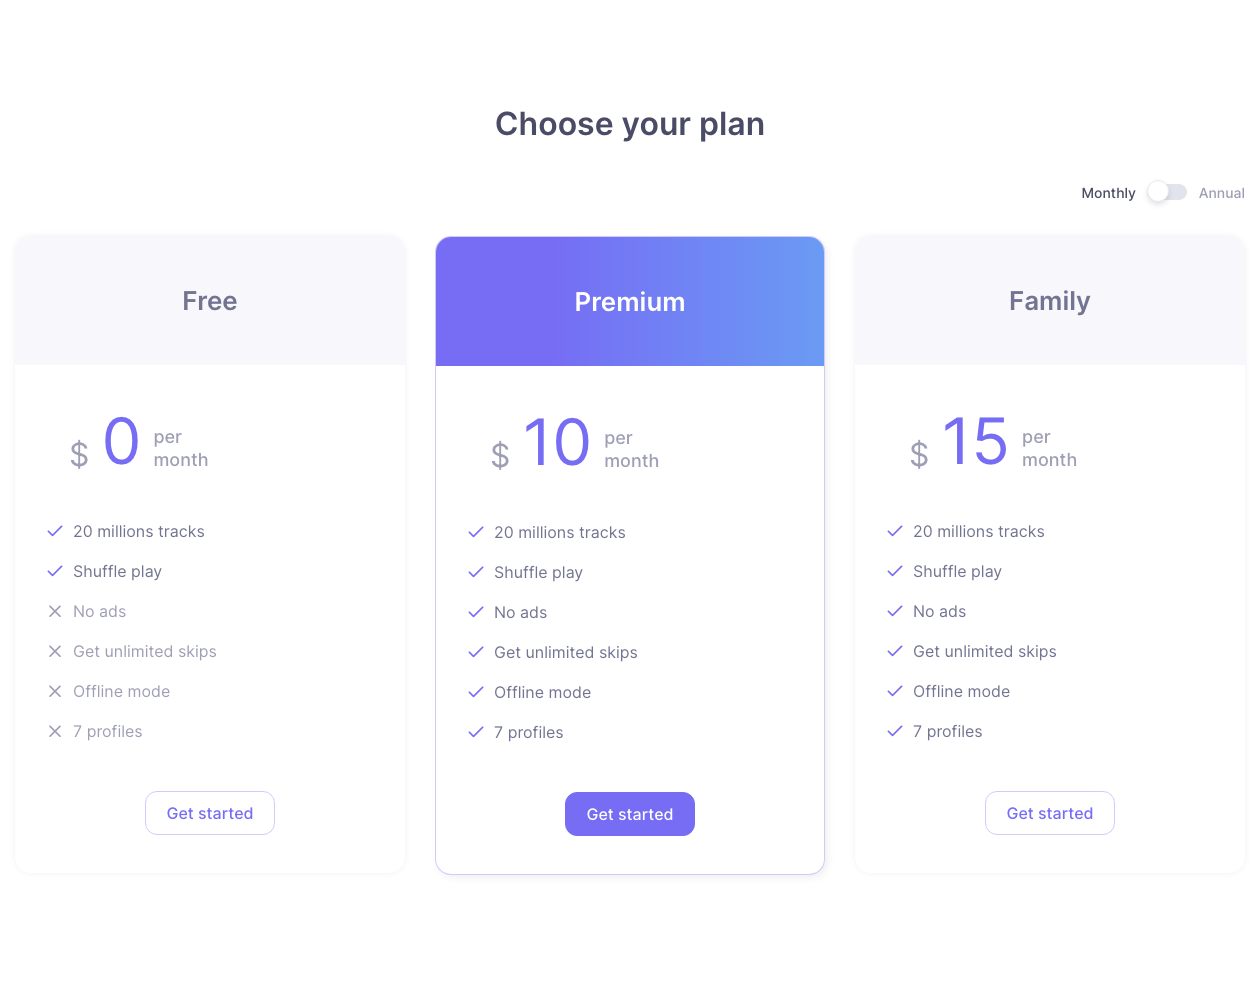 Choose your plan
Monthly Annual
Free
$ 0 per
month
20 millions tracks
Shuffle play
No ads
Get unlimited skips
Offline mode
7 profiles
Get started
Premium
$ 10 per
month
20 millions tracks
Shuffle play
No ads
Get unlimited skips
Offline mode
7 profiles
Get started
Family
$ 15 per
month
20 millions tracks
Shuffle play
No ads
Get unlimited skips
Offline mode
7 profiles
Get started